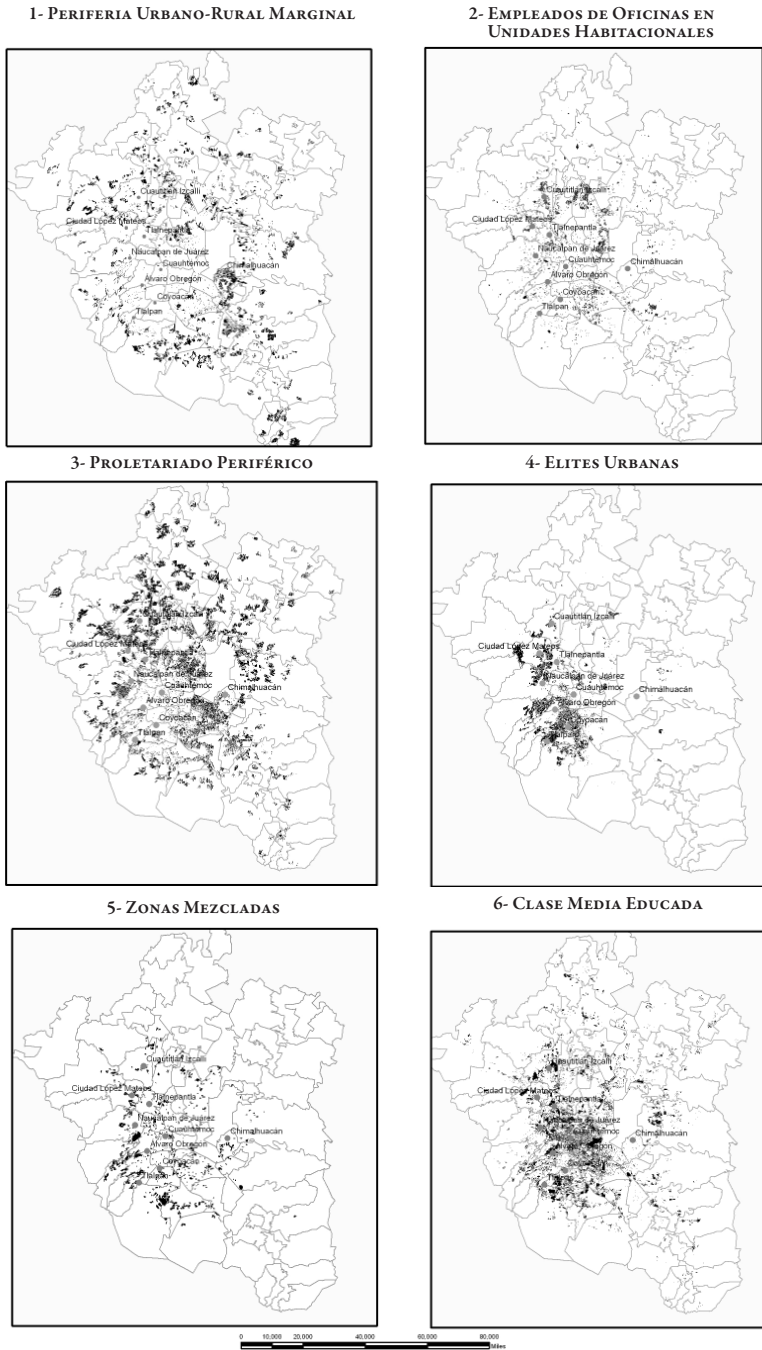 1- Periferia Urbano-Rural Marginal
Cuautitlán Izcalli
Ciudad López Mateos
Tlalnepantla
Naucalpan de Juárez
Cuauhtémoc
Chimalhuacán
Álvaro Obregón
Coyoacán
Tlalpan
2- Empleados de Oficinas en
Unidades Habitacionales
Cuautitlán Izcalli
Ciudad López Mateos
Tlalnepantla
Naucalpan de Juárez
Cuauhtémoc
Chimalhuacán
Álvaro Obregón
Coyoacán
Tlalpan
3- Proletariado Periférico
Cuautitlán Izcalli
Ciudad López Mateos
Tlalnepantla
Naucalpan de Juárez
Cuauhtémoc
Chimalhuacán
Álvaro Obregón
Coyoacán
Tlalpan
4- Elites Urbanas
Cuautitlán Izcalli
Ciudad López Mateos
Tlalnepantla
Naucalpan de Juárez
Cuauhtémoc
Chimalhuacán
Álvaro Obregón
Coyoacán
Tlalpan
5- Zonas Mezcladas
Cuautitlán Izcalli
Ciudad López Mateos
Tlalnepantla
Naucalpan de Juárez
Cuauhtémoc
Chimalhuacán
Álvaro Obregón
Coyoacán
Tlalpan
6- Clase Media Educada
Cuautitlán Izcalli
Ciudad López Mateos
Tlalnepantla
Chimalhuacán
0 10,000 20,000 40,000 60,000 80,000
Miles